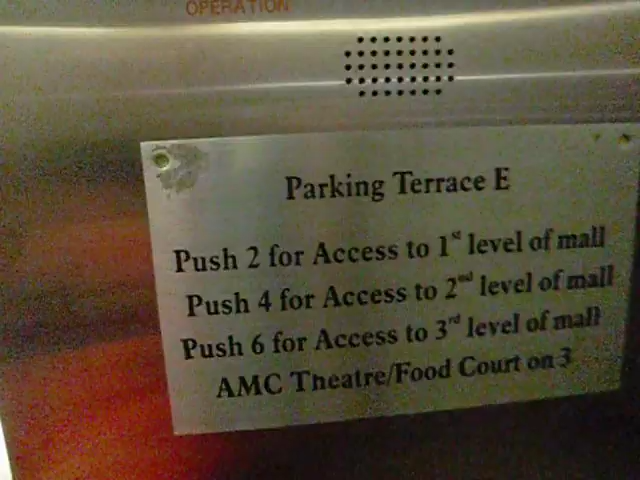 OPERATION
Parking Terrace E
Push 2 for Access to 1st level of mall
Push 4 for Access to 2nd level of mall
Push 6 for Access to 3rd level of mall
AMC Theatre/Food Court on 3